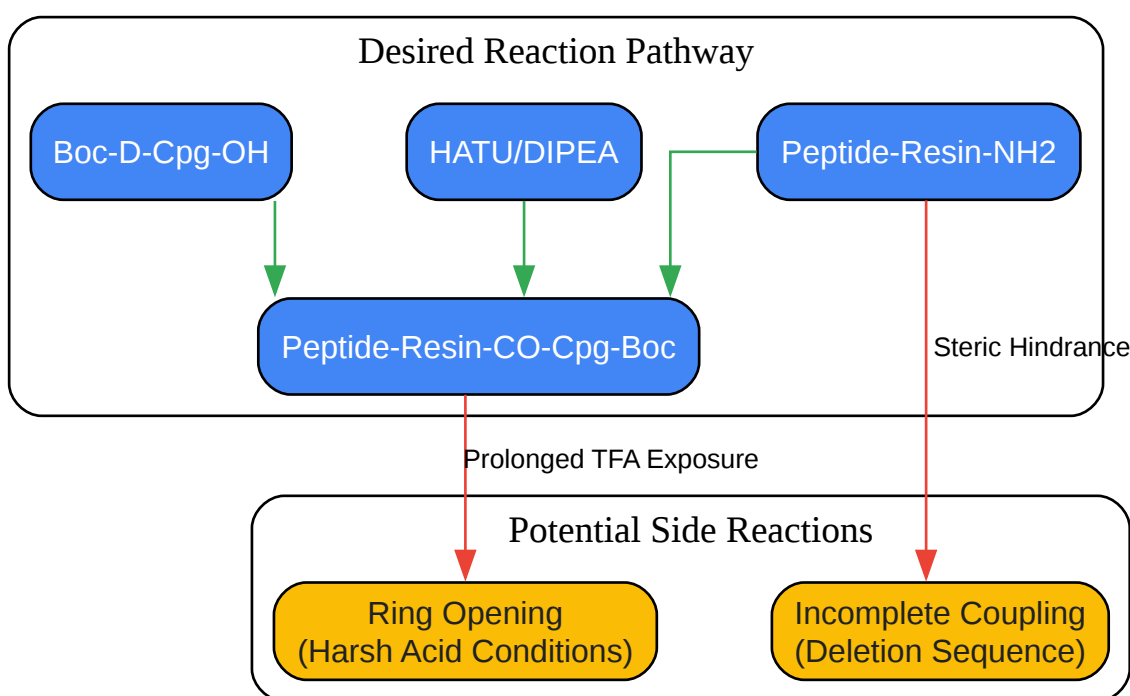 Desired Reaction Pathway
Boc-D-Cpg-OH
HATU/DIPEA
Peptide-Resin-NH2
Peptide-Resin-CO-Cpg-Boc
Steric Hindrance
Prolonged TFA Exposure
Potential Side Reactions
Ring Opening
(Harsh Acid Conditions)
Incomplete Coupling
(Deletion Sequence)